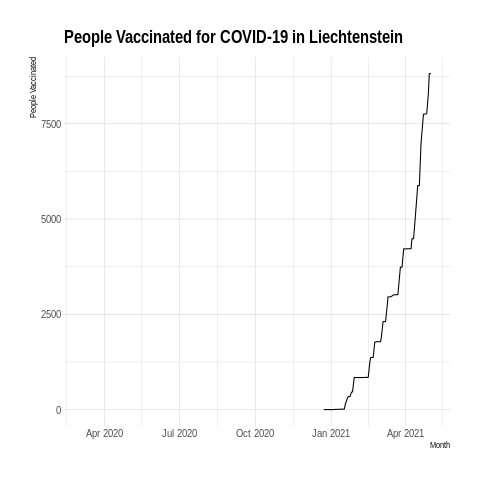 People Vaccinated for COVID-19 in Liechtenstein
People Vaccinated
7500
5000
2500
0
Apr 2020 Jul 2020 Oct 2020 Jan 2021 Apr 2021
Month